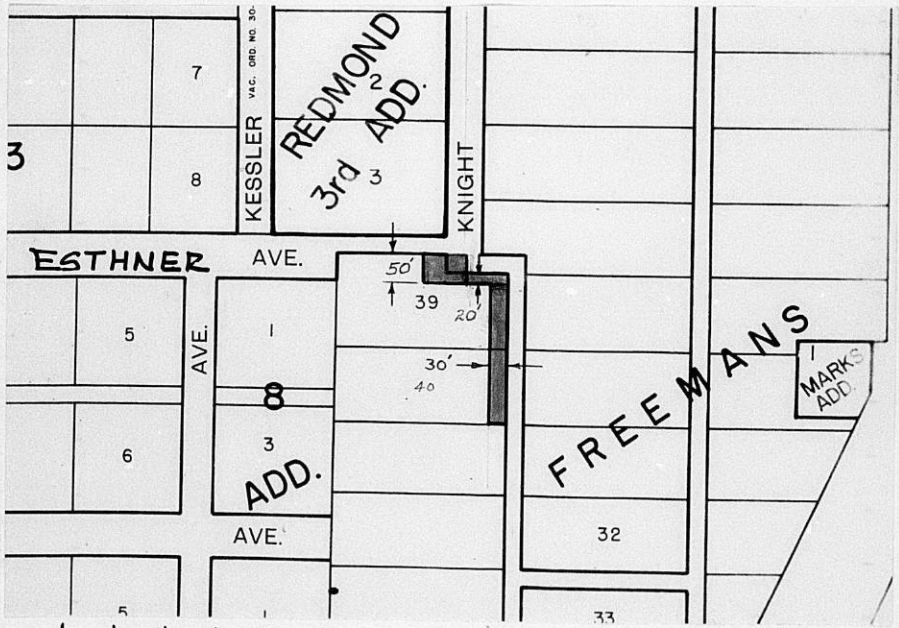 7
8
3
KESSLER VAC. ORD. NO. 30-
REDMOND
3rd ADD.
2
3
KNIGHT
ESTHNER AVE.
50'
39
20'
30'
40
5
6
AVE.
1
8
3
ADD.
AVE.
5
1
FREEMANS
1
MARKS
ADD.
32
33